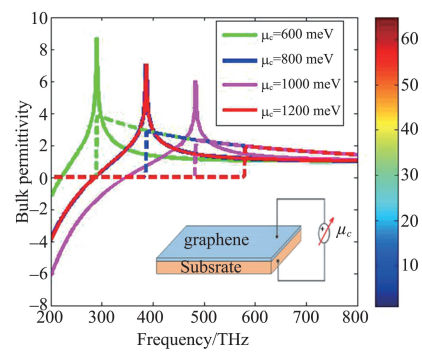 10
8
6
4
2
0
−2
−4
−6
−8
200 300 400 500 600 700 800
Bulk permittivity
Frequency/THz
μc=600 meV
μc=800 meV
μc=1000 meV
μc=1200 meV
graphene
Subsrate
μc
60
50
40
30
20
10